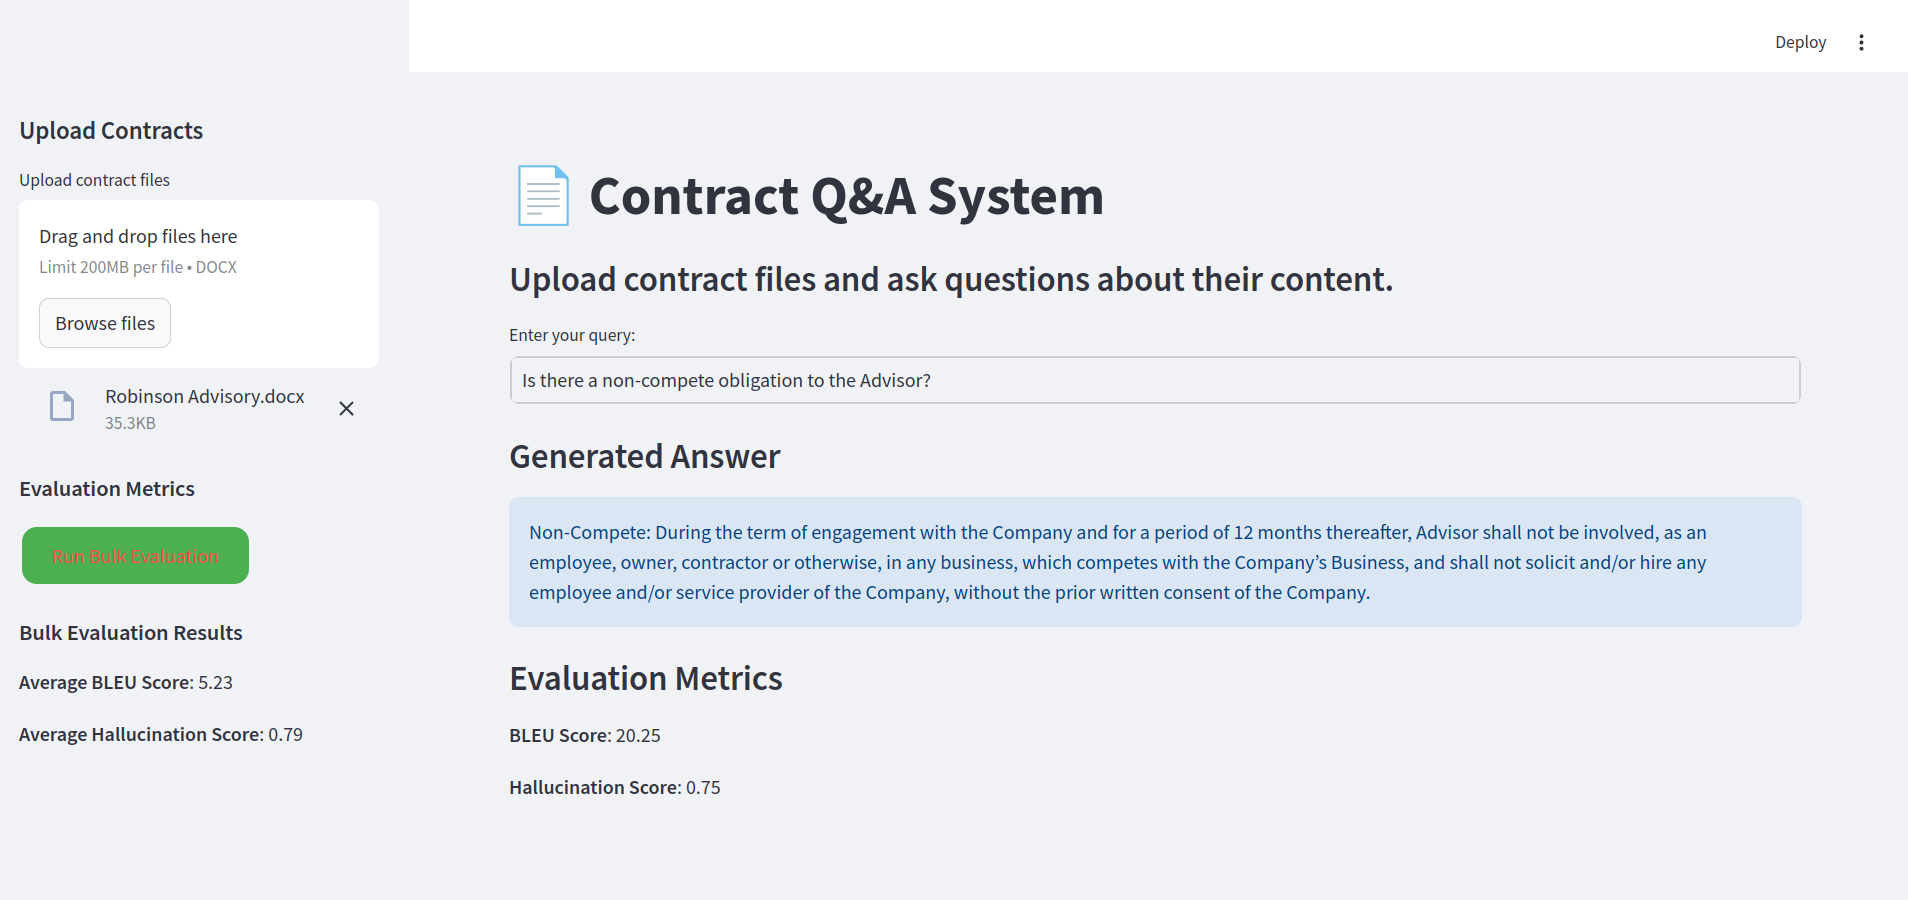 Deploy
Upload Contracts
Upload contract files
Drag and drop files here
Limit 200MB per file • DOCX
Browse files
Robinson Advisory.docx
35.3KB
Evaluation Metrics
Run Bulk Evaluation
Bulk Evaluation Results
Average BLEU Score: 5.23
Average Hallucination Score: 0.79
Contract Q&A System
Upload contract files and ask questions about their content.
Enter your query:
Is there a non-compete obligation to the Advisor?
Generated Answer
Non-Compete: During the term of engagement with the Company and for a period of 12 months thereafter, Advisor shall not be involved, as an
employee, owner, contractor or otherwise, in any business, which competes with the Company’s Business, and shall not solicit and/or hire any
employee and/or service provider of the Company, without the prior written consent of the Company.
Evaluation Metrics
BLEU Score: 20.25
Hallucination Score: 0.75